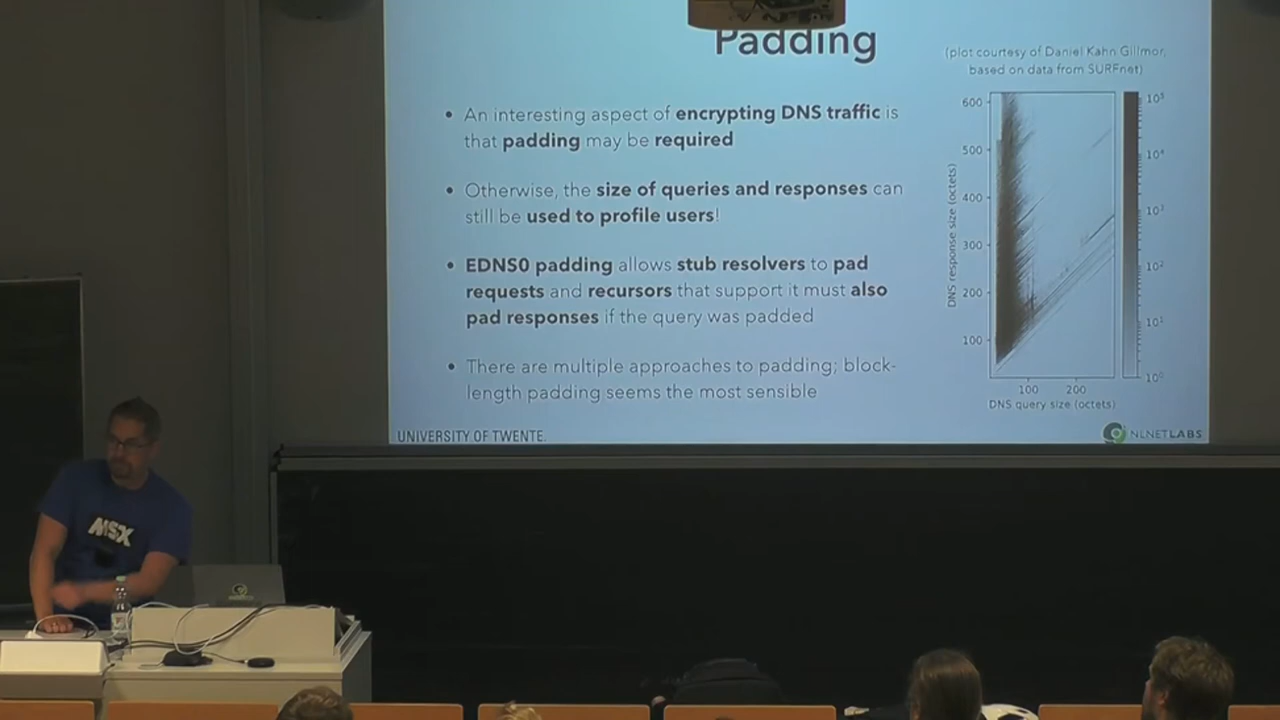 Padding
(plot courtesy of Daniel Kahn Gillmor,
based on data from SURFnet)
• An interesting aspect of encrypting DNS traffic is
that padding may be required
• Otherwise, the size of queries and responses can
still be used to profile users!
• EDNS0 padding allows stub resolvers to pad
requests and recursors that support it must also
pad responses if the query was padded
• There are multiple approaches to padding; block-
length padding seems the most sensible
DNS response size (octets)
600
500
400
300
200
100
100 200
DNS query size (octets)
10⁵
10⁴
10³
10²
10¹
10⁰
UNIVERSITY OF TWENTE.
NLNETLABS
MSX